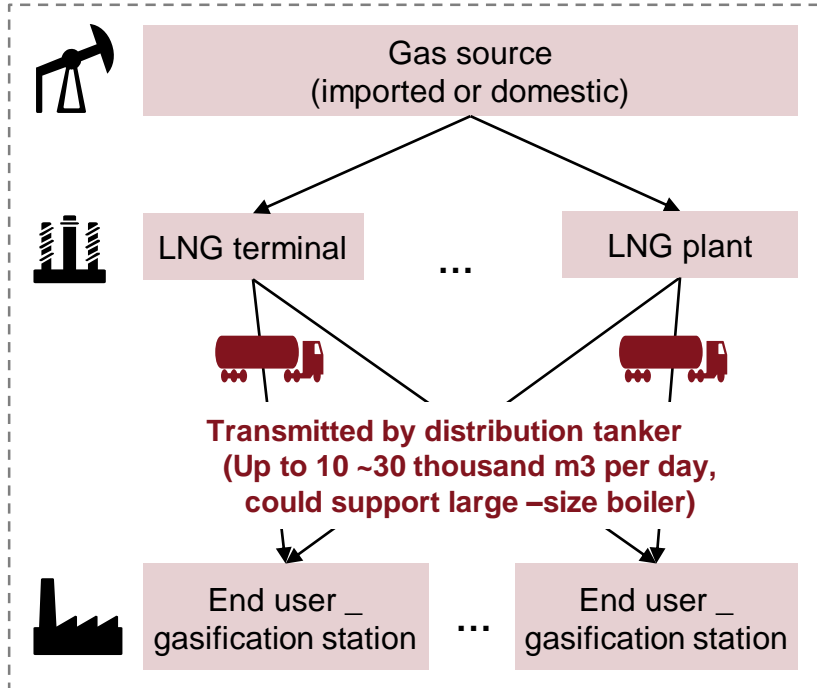 Gas source
(imported or domestic)
LNG terminal
...
LNG plant
Transmitted by distribution tanker
(Up to 10 ~30 thousand m3 per day,
could support large –size boiler)
End user _
gasification station
...
End user _
gasification station